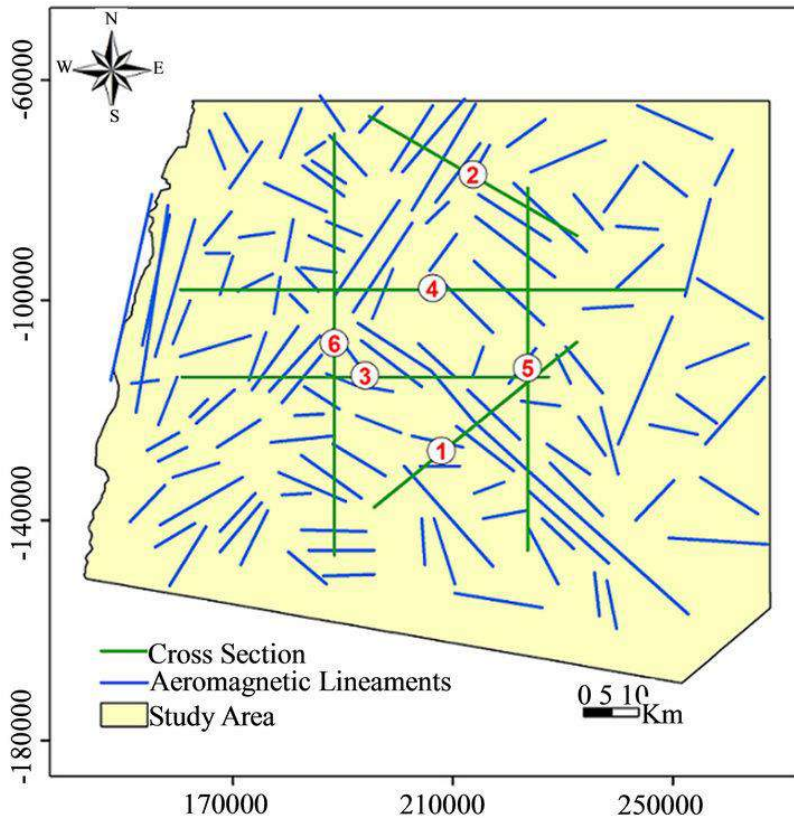 N
W E
S
-60000
2
-100000
4
6
5
3
1
-140000
Cross Section
Aeromagnetic Lineaments
Study Area
0 5 10
Km
-180000
170000 210000 250000